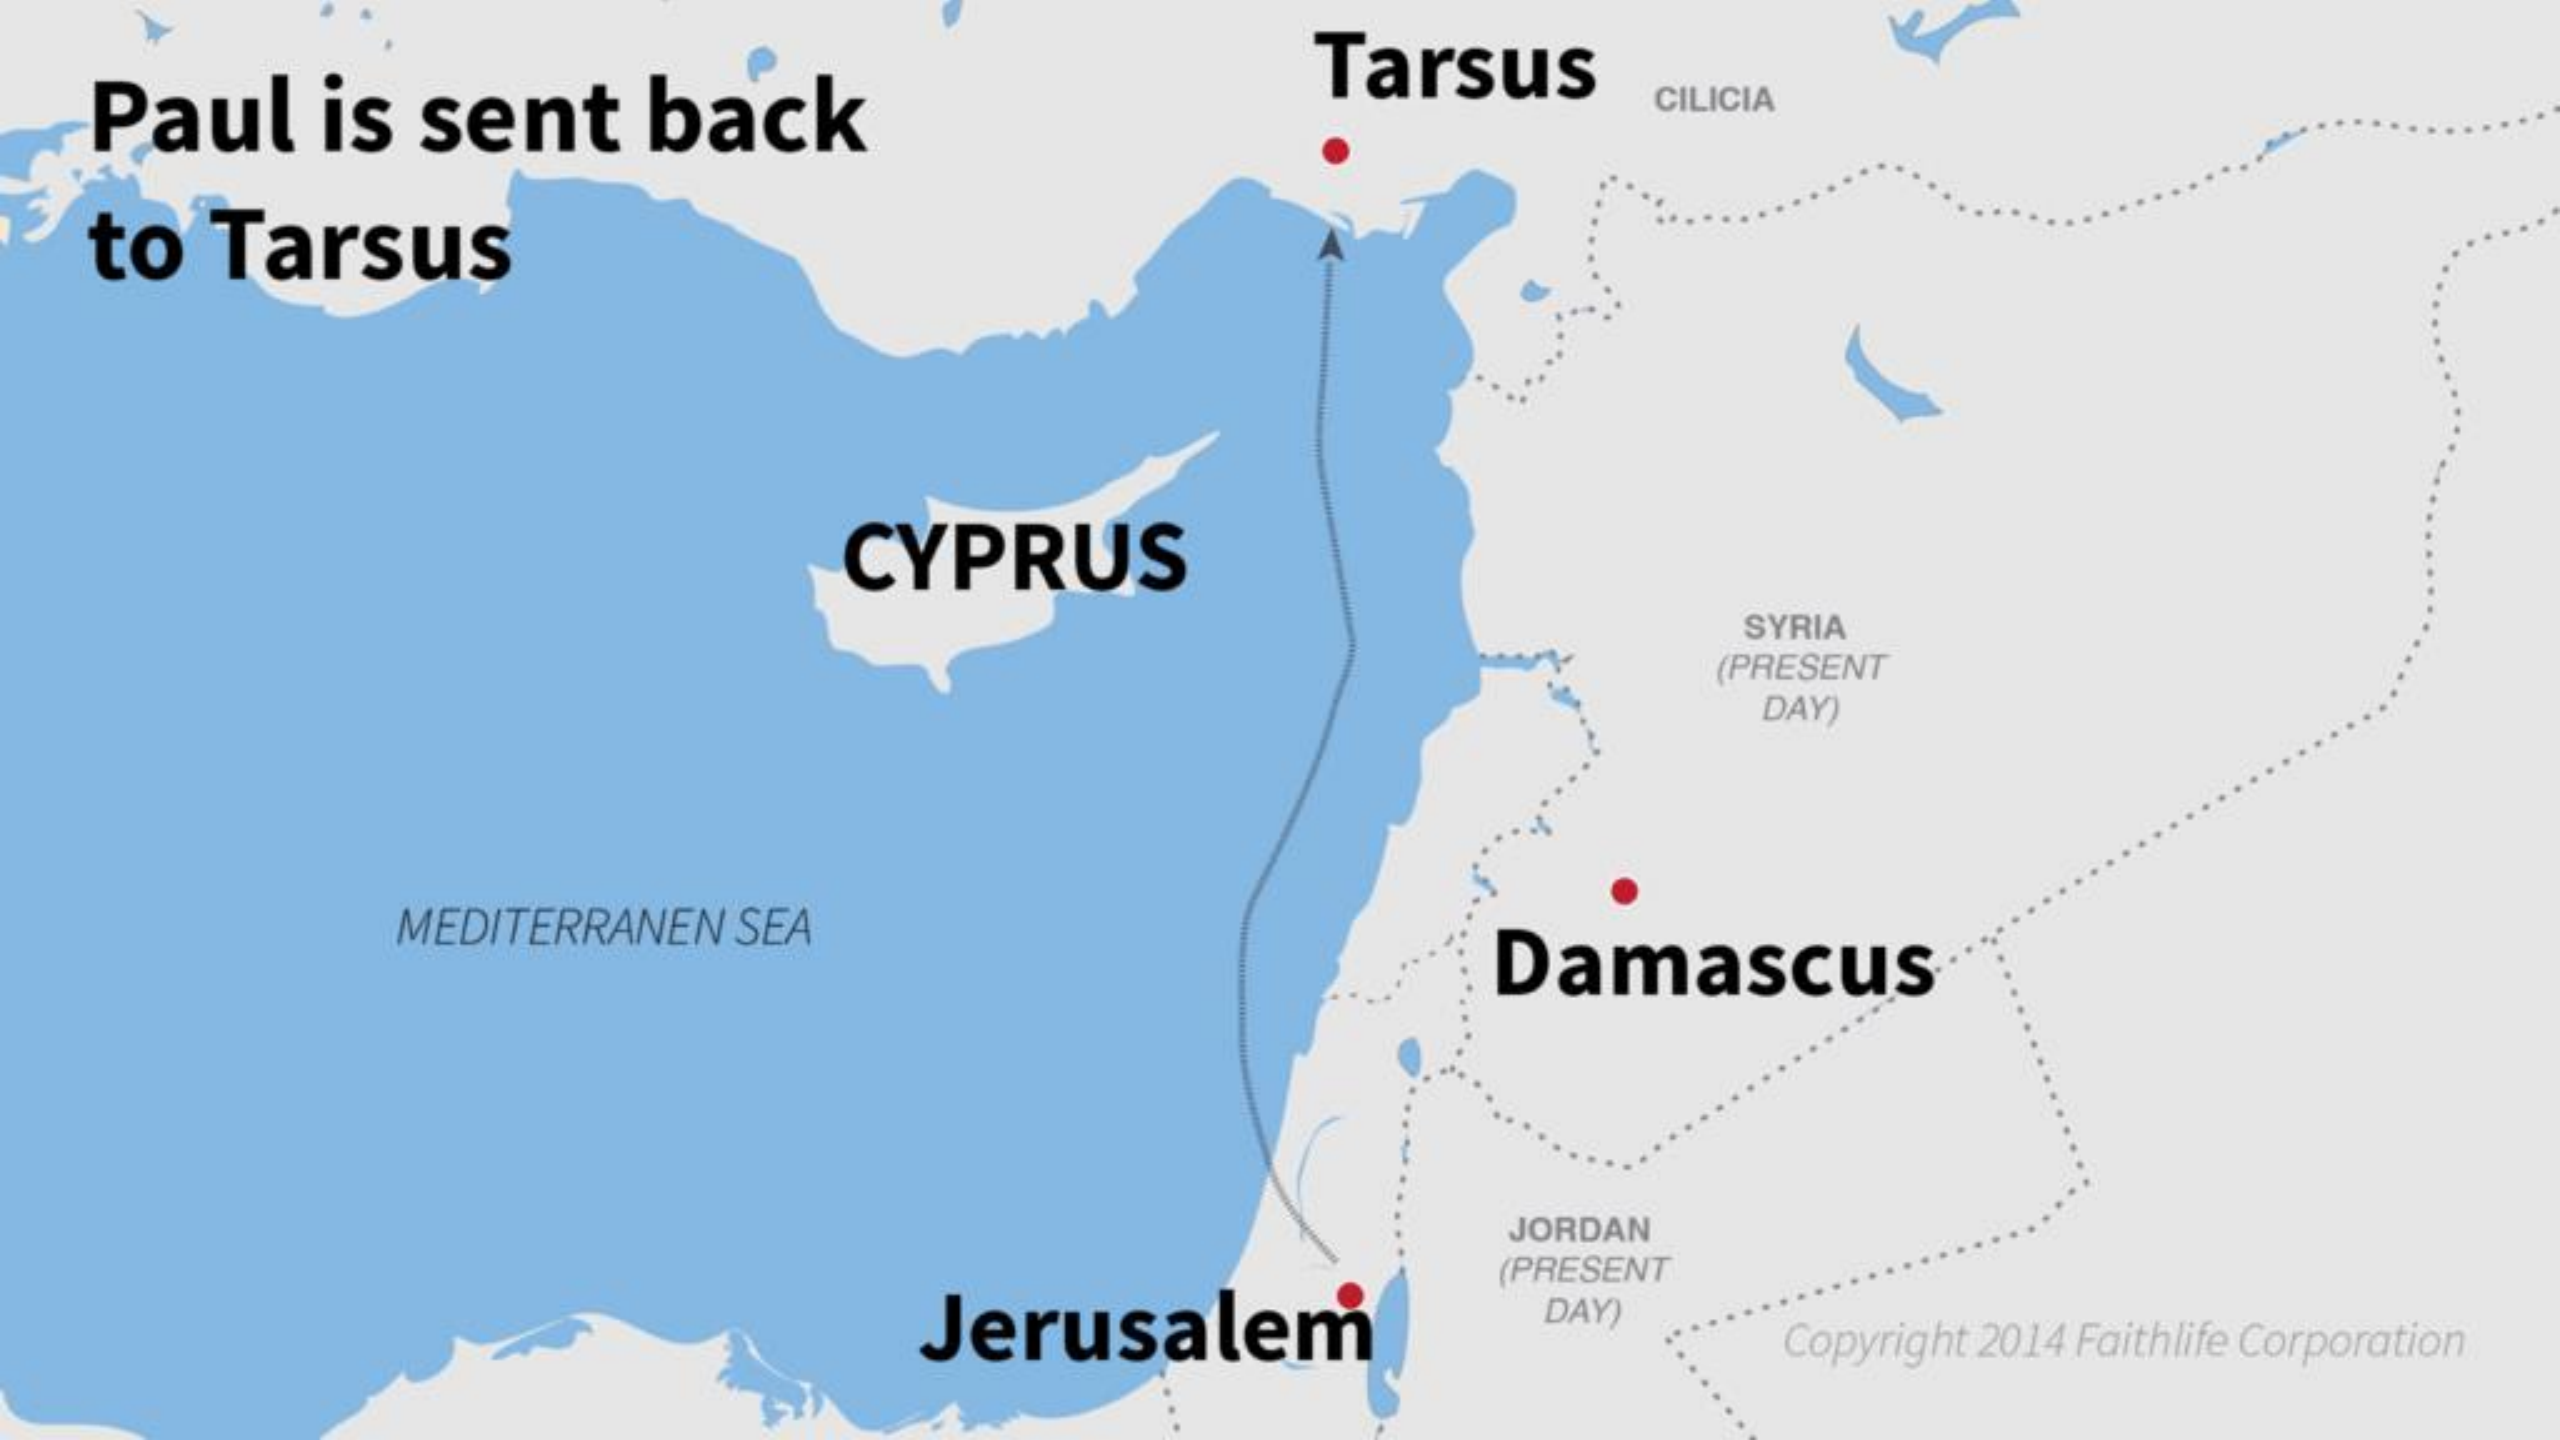 Paul is sent back
to Tarsus
Tarsus
CILICIA
CYPRUS
SYRIA
(PRESENT
DAY)
MEDITERRANEN SEA
Damascus
JORDAN
(PRESENT
DAY)
Jerusalem
Copyright 2014 Faithlife Corporation